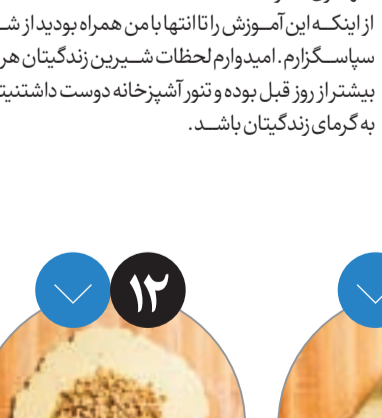 از اینکه این آموزش را تا انتها با من همراه بودید از
سپاسگزارم. امیدوارم لحظات شیرین زندگیتان هر
بیشتر از روز قبل بوده و تنور آشپزخانه دوست
به گرمای زندگیتان باشد.
۱۲